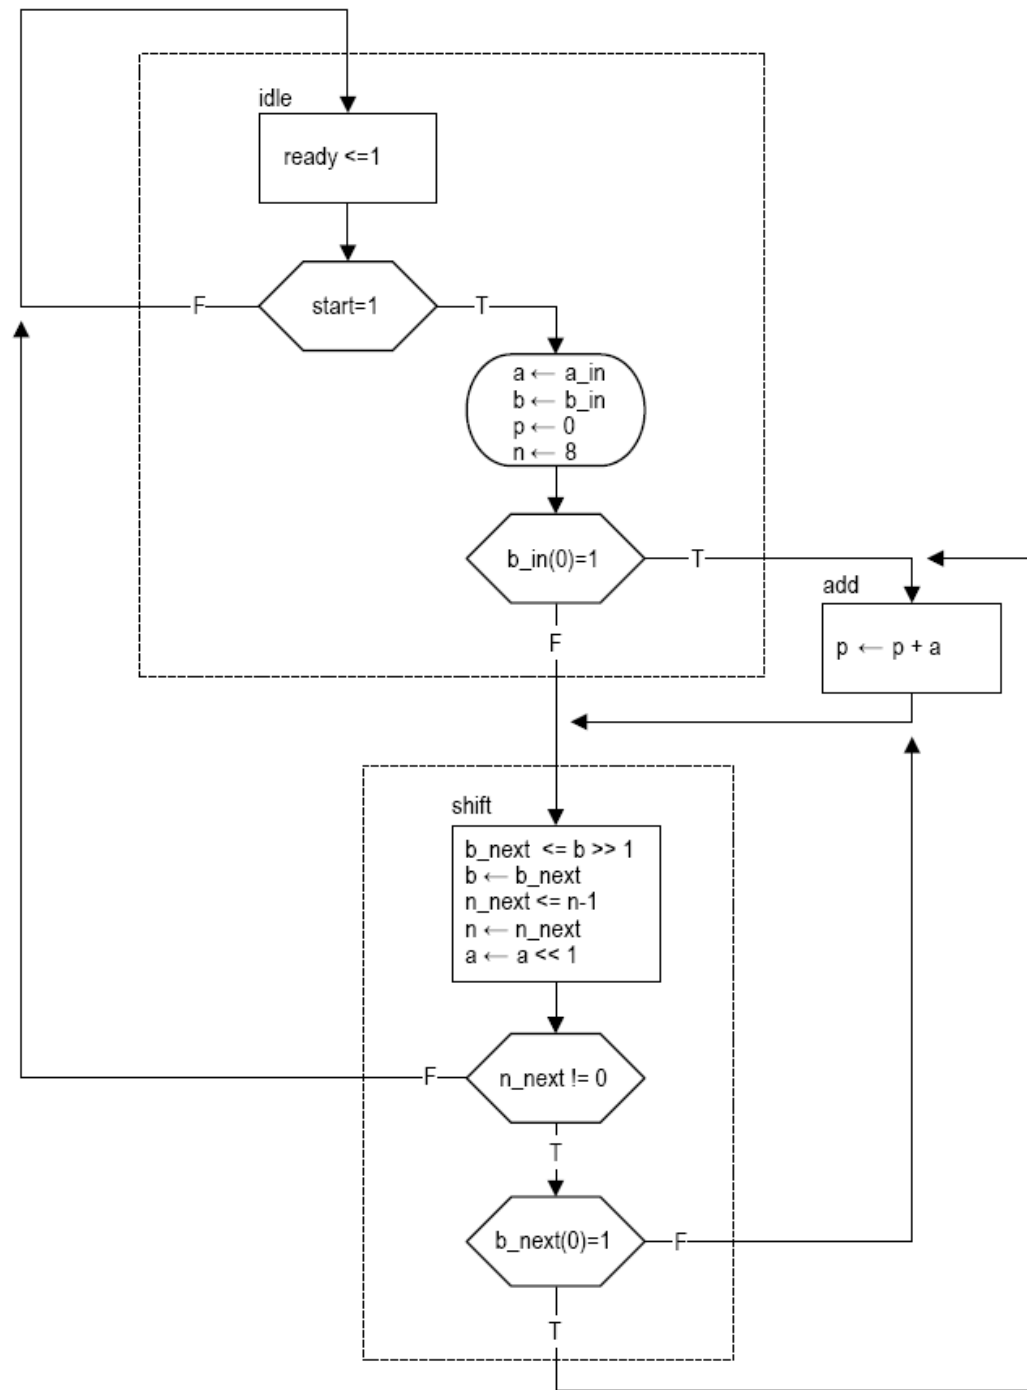 idle
ready <=1
start=1
F
T
a ← a_in
b ← b_in
p ← 0
n ← 8
b_in(0)=1
T
F
add
p ← p + a
shift
b_next <= b >> 1
b ← b_next
n_next <= n-1
n ← n_next
a ← a << 1
n_next != 0
F
T
b_next(0)=1
F
T